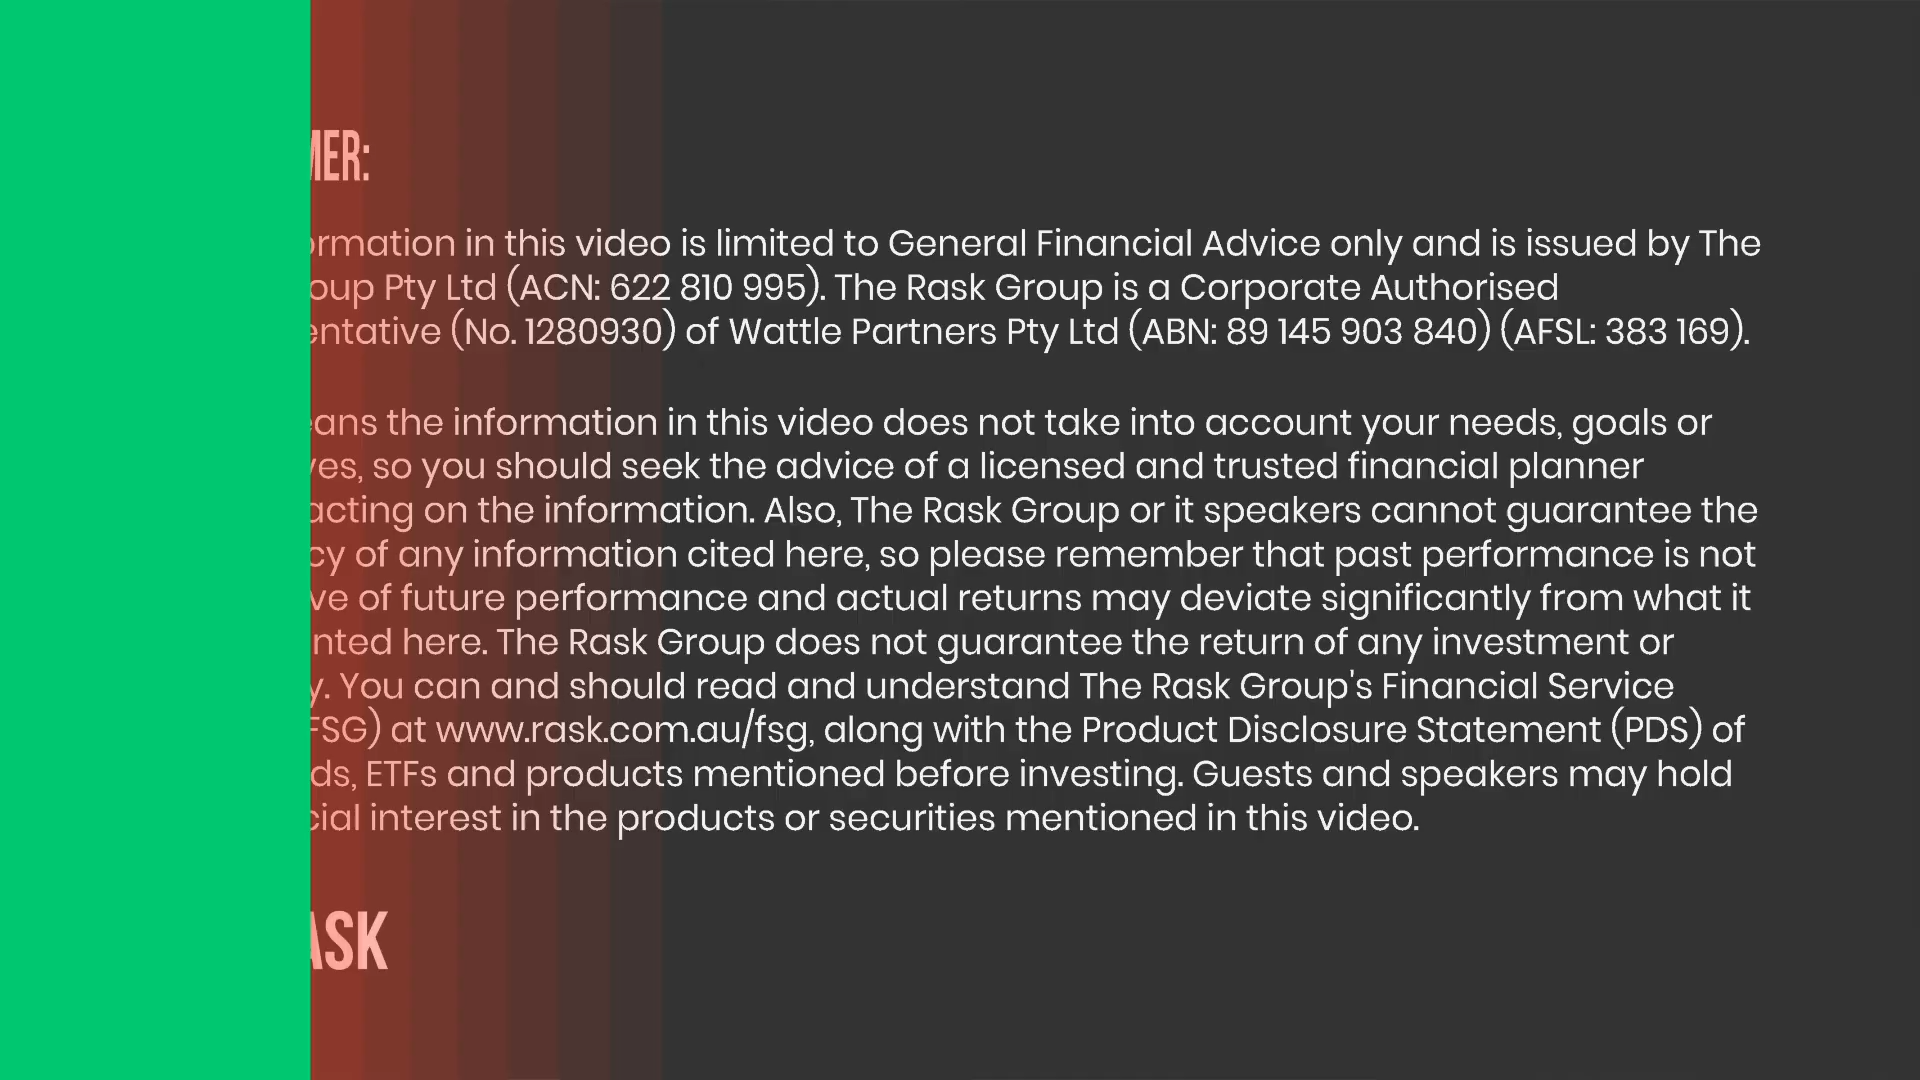 MER:
ormation in this video is limited to General Financial Advice only and is issued by The
oup Pty Ltd (ACN: 622 810 995). The Rask Group is a Corporate Authorised
entative (No. 1280930) of Wattle Partners Pty Ltd (ABN: 89 145 903 840) (AFSL: 383 169).
eans the information in this video does not take into account your needs, goals or
ves, so you should seek the advice of a licensed and trusted financial planner
acting on the information. Also, The Rask Group or it speakers cannot guarantee the
cy of any information cited here, so please remember that past performance is not
ve of future performance and actual returns may deviate significantly from what it
nted here. The Rask Group does not guarantee the return of any investment or
y. You can and should read and understand The Rask Group's Financial Service
FSG) at www.rask.com.au/fsg, along with the Product Disclosure Statement (PDS) of
ds, ETFs and products mentioned before investing. Guests and speakers may hold
cial interest in the products or securities mentioned in this video.
ASK